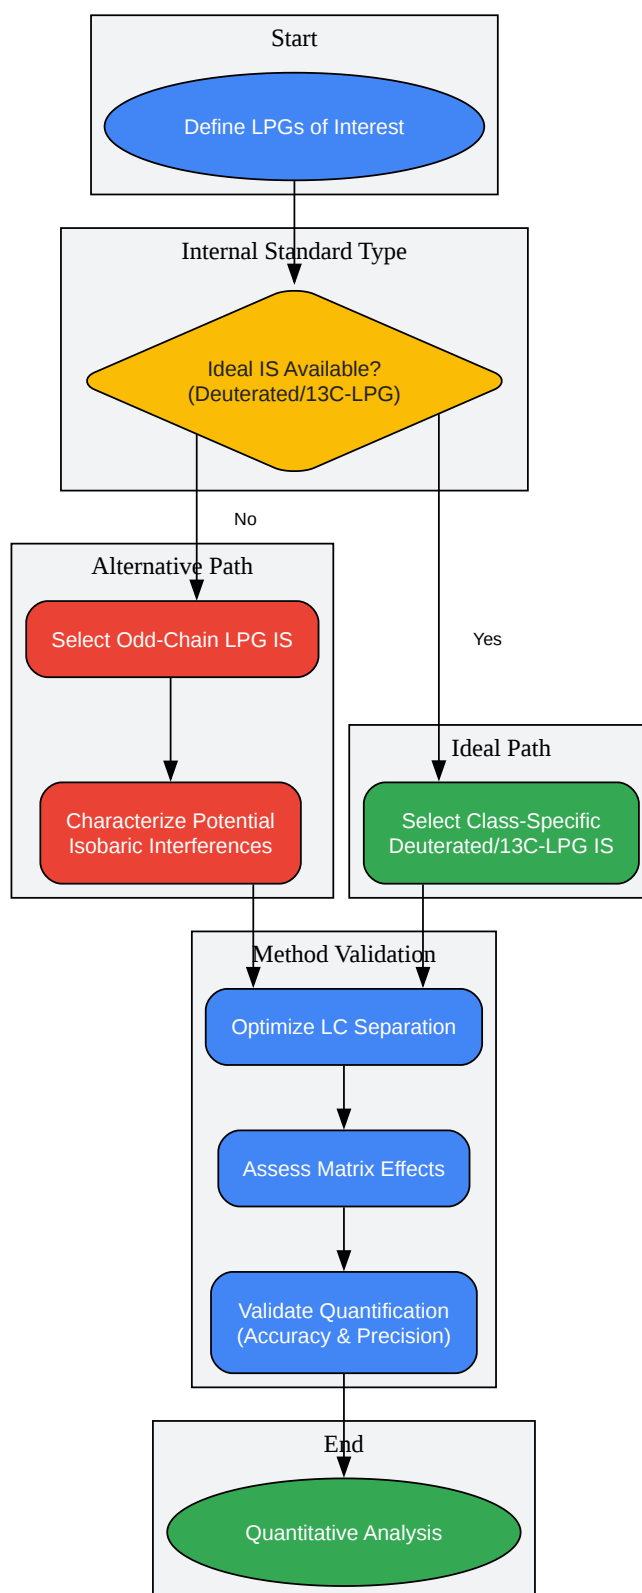 Start
Define LPGs of Interest
Internal Standard Type
Ideal IS Available?
(Deuterated/13C-LPG)
No
Yes
Alternative Path
Select Odd-Chain LPG IS
Characterize Potential
Isobaric Interferences
Ideal Path
Select Class-Specific
Deuterated/13C-LPG IS
Method Validation
Optimize LC Separation
Assess Matrix Effects
Validate Quantification
(Accuracy & Precision)
End
Quantitative Analysis